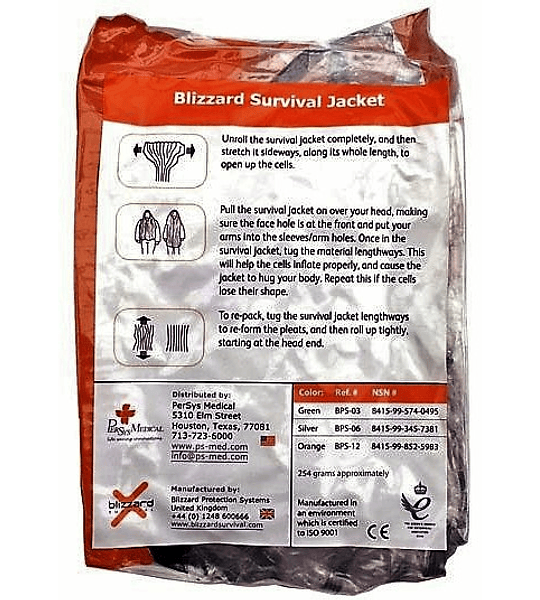 Blizzard Survival Jacket
Unroll the survival jacket completely, and then
stretch it sideways, along its whole length, to
open up the cells.
Pull the survival jacket on over your head, making
sure the face hole is at the front and put your
arms into the sleeves/arm holes. Once in the
survival jacket, tug the material lengthways. This
will help the cells inflate properly, and cause the
jacket to hug your body. Repeat this if the cells
lose their shape.
To re-pack, tug the survival jacket lengthways
to re-form the pleats, and then roll up tightly,
starting at the head end.
PerSys Medical
Distributed by:
PerSys Medical
5310 Elm Street
Houston, Texas, 77081
713-723-6000
www.ps-med.com
info@ps-med.com
Color: Ref. # NSN #
Green BPS-03 8415-99-574-0495
Silver BPS-06 8415-99-345-7381
Orange BPS-12 8415-99-852-5983
254 grams approximately
blizzard
SURVIVAL
Manufactured by:
Blizzard Protection Systems
United Kingdom
+44 (0) 1248 600666
www.blizzardsurvival.com
Manufactured in
an environment
which is certified
to ISO 9001
CE